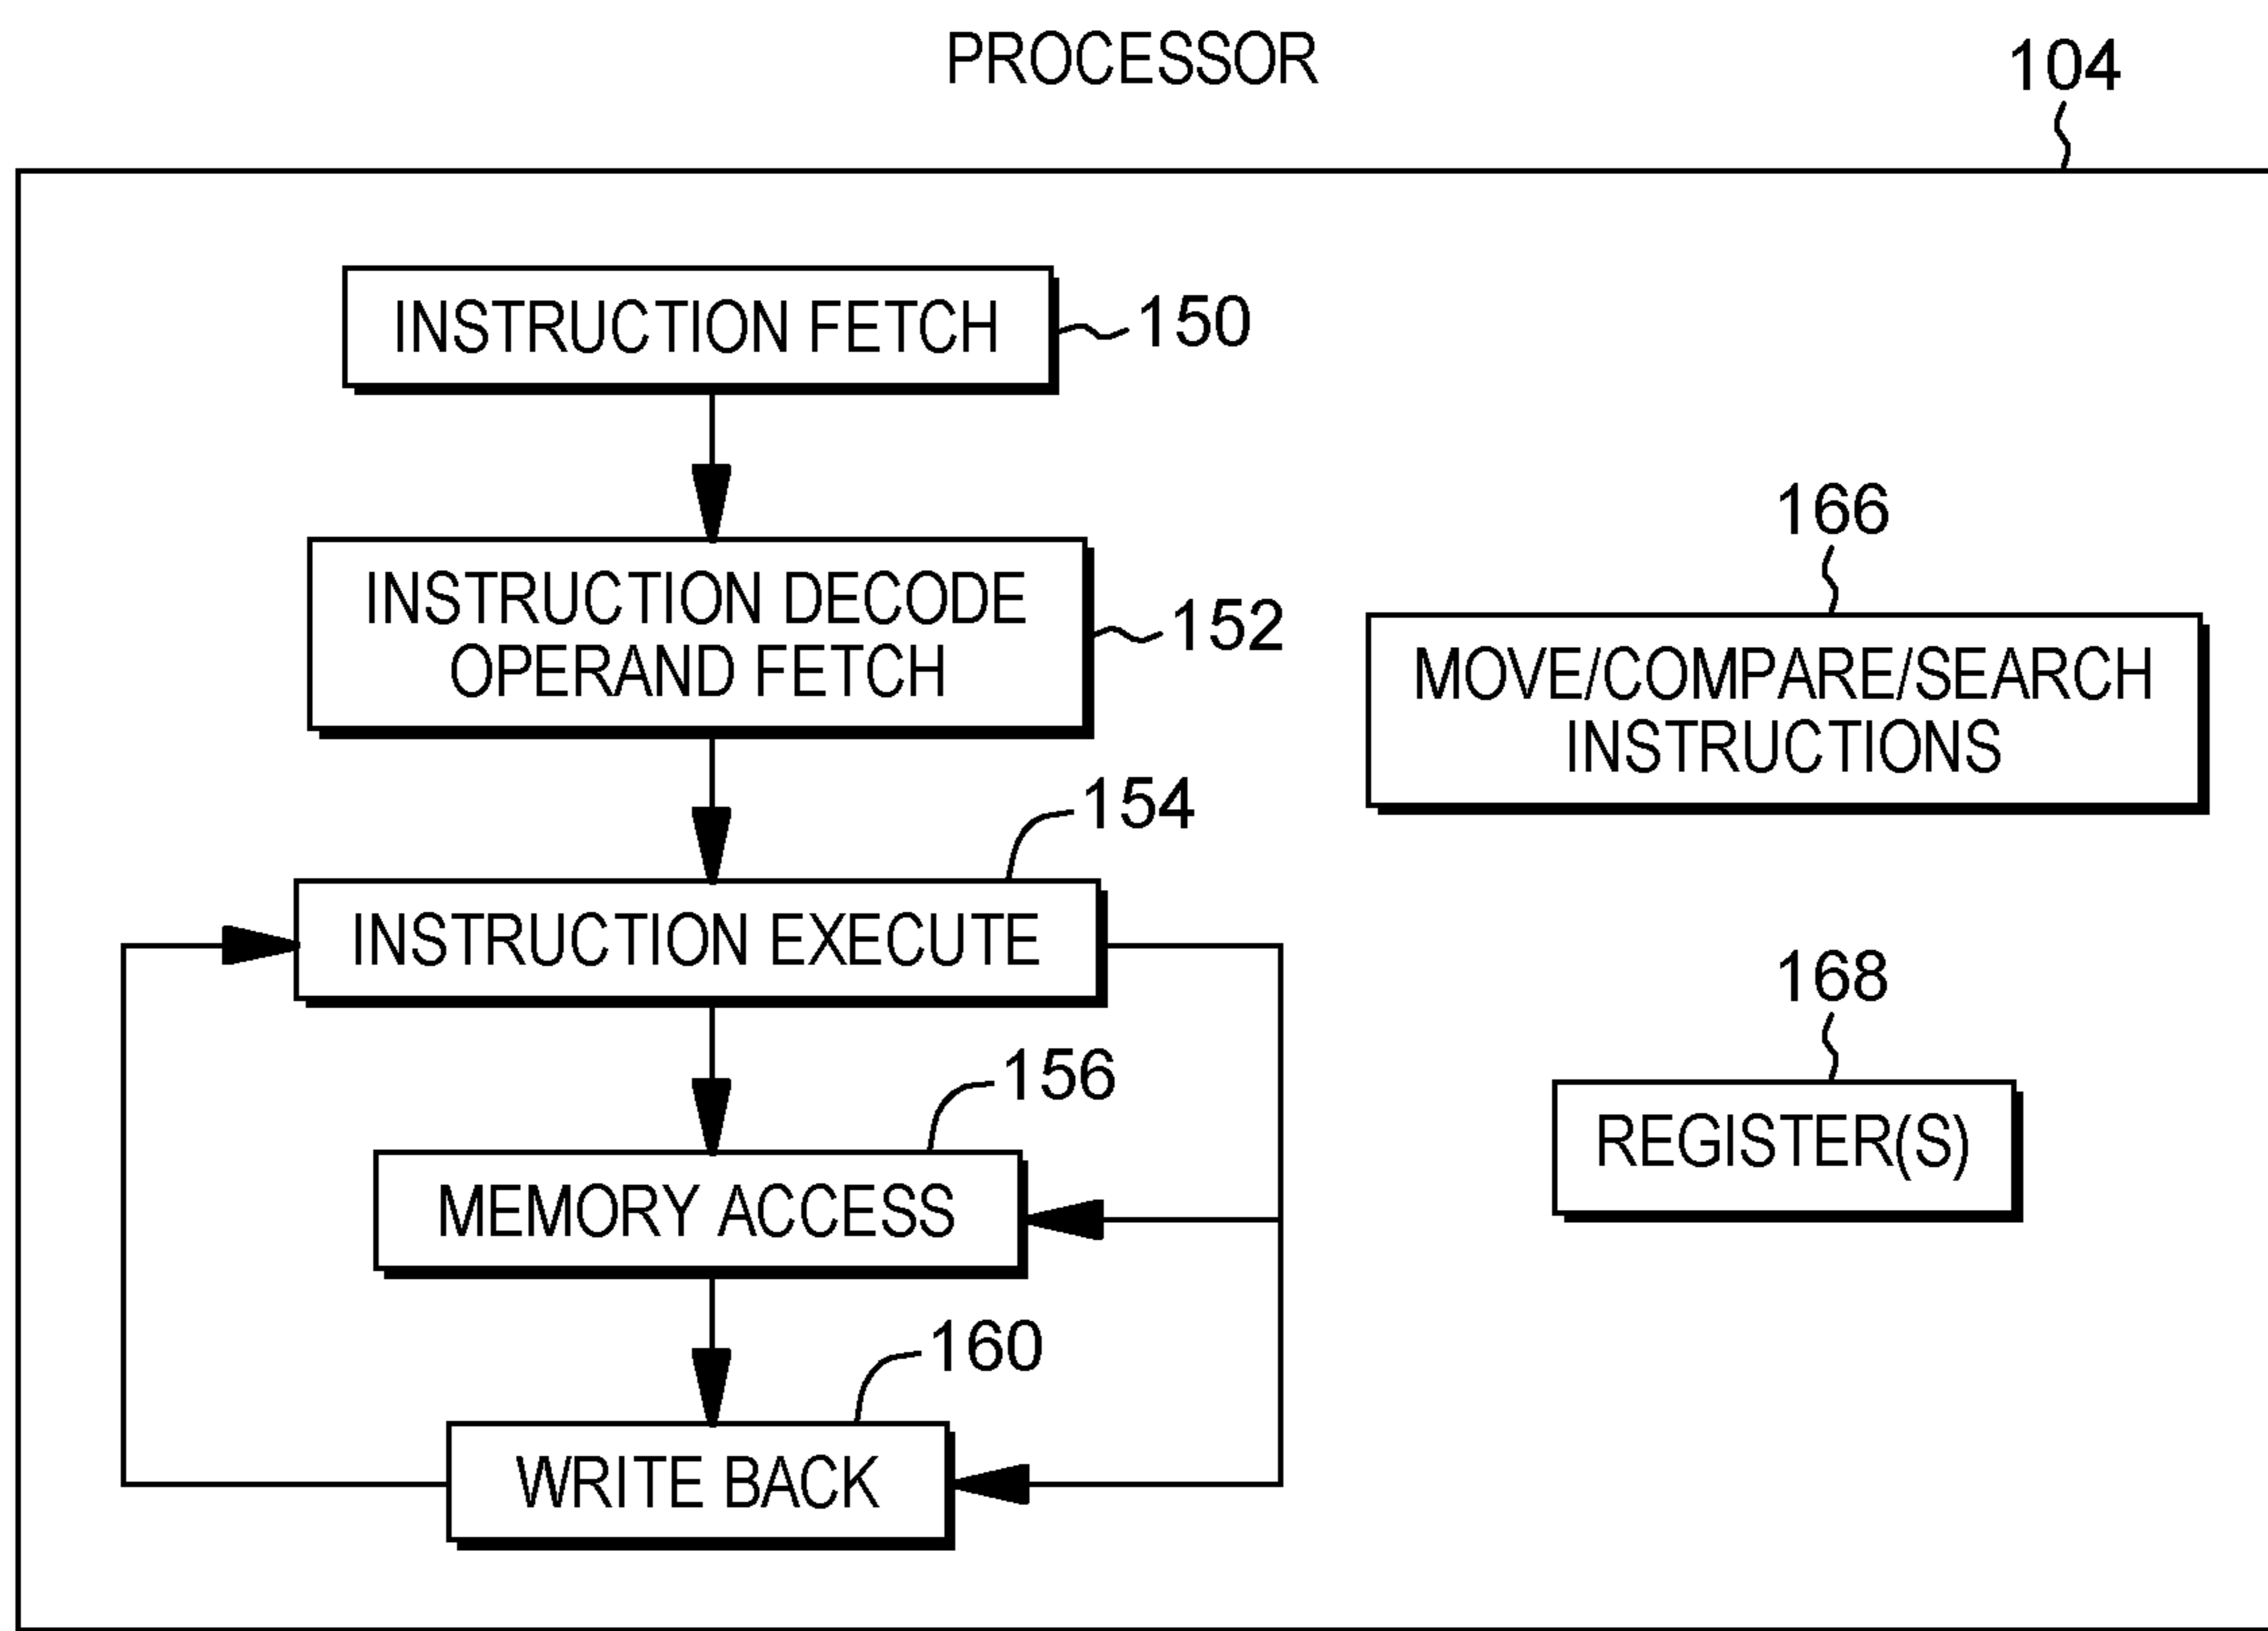 PROCESSOR
104
INSTRUCTION FETCH
150
INSTRUCTION DECODE
OPERAND FETCH
152
154
INSTRUCTION EXECUTE
156
MEMORY ACCESS
160
WRITE BACK
166
MOVE/COMPARE/SEARCH
INSTRUCTIONS
168
REGISTER(S)